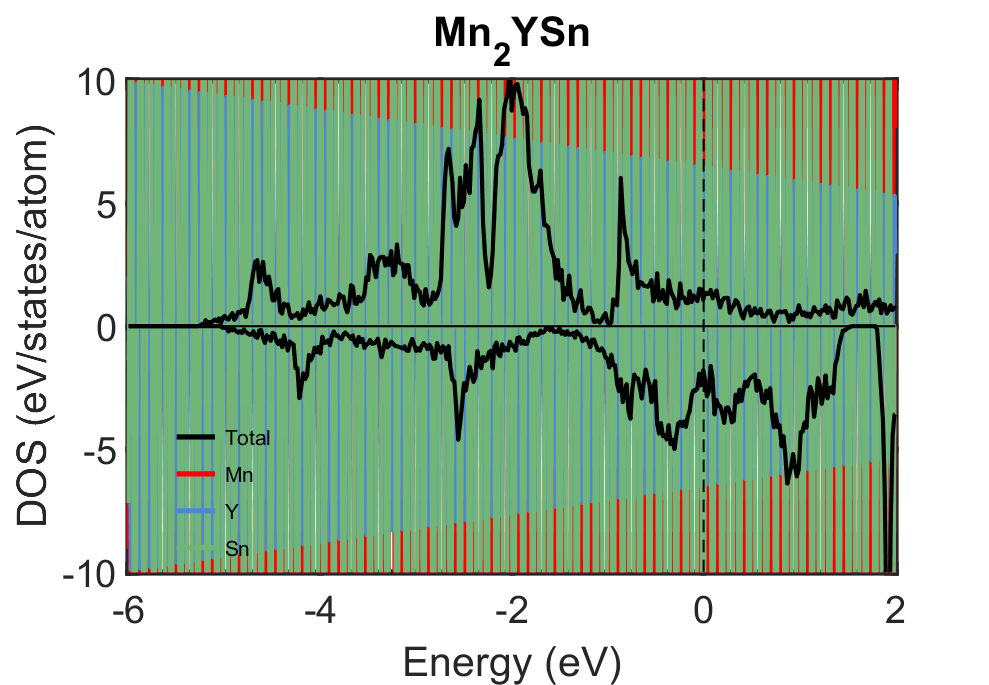 Mn2YSn
10
5
0
-5
-10
DOS (eV/states/atom)
Total
Mn
Y
Sn
-6 -4 -2 0 2
Energy (eV)